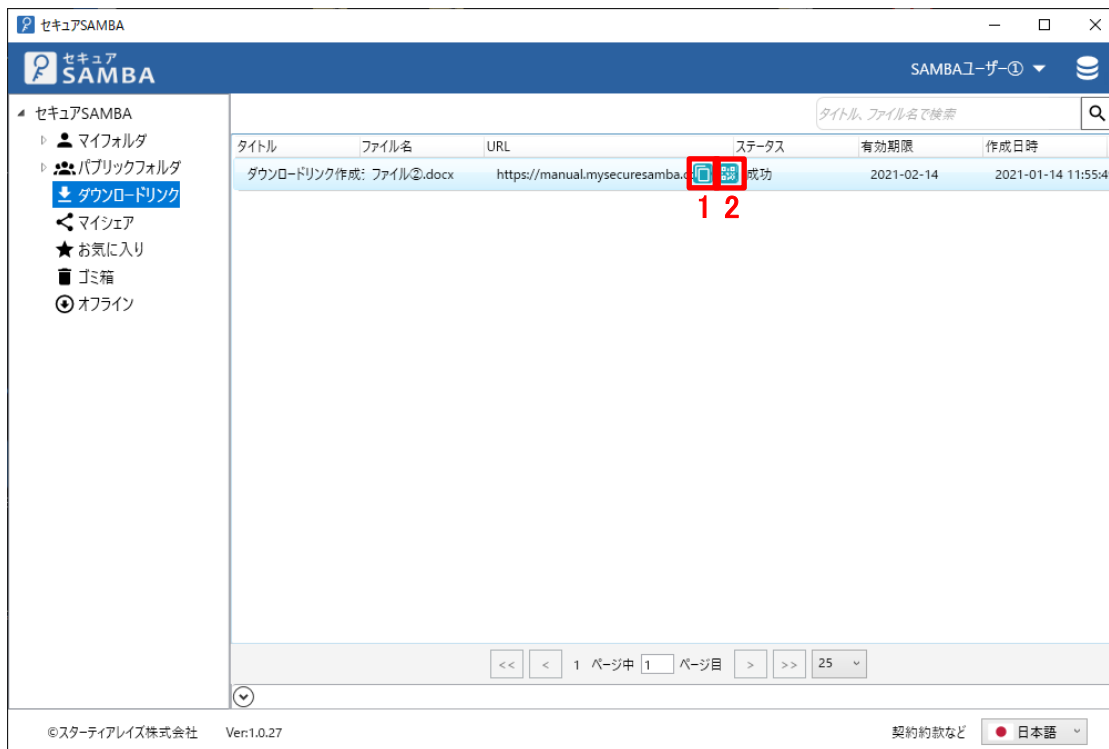 セキュアSAMBA
セキュア
SAMBA
SAMBAユーザー①
セキュアSAMBA
マイフォルダ
パブリックフォルダ
ダウンロードリンク
マイシェア
お気に入り
ゴミ箱
オフライン
タイトル、ファイル名で検索
タイトル ファイル名 URL ステータス 有効期限 作成日時
ダウンロードリンク作成: ファイル②.docx https://manual.mysecuresamba. 成功 2021-02-14 2021-01-14 11:55:4
1 2
<< < 1 ページ中 1 ページ目 > >> 25
©スターティアレイズ株式会社 Ver:1.0.27 契約約款など 日本語